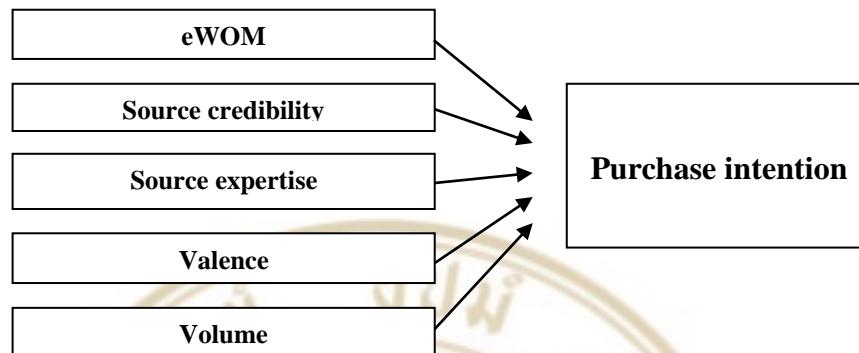 eWOM
Source credibility
Source expertise
Purchase intention
Valence
Volume